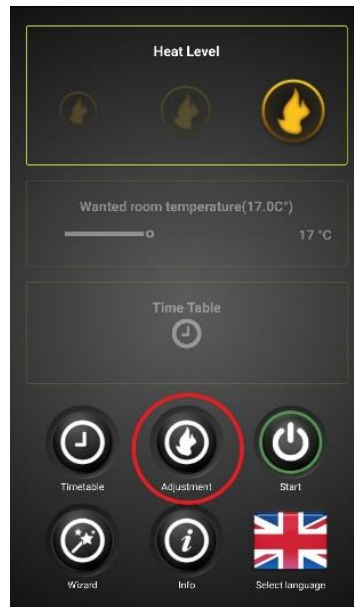 Heat Level
Wanted room temperature(17.0C°)
17 °C
Time Table
Timetable
Adjustment
Start
Wizard
Info
Select language